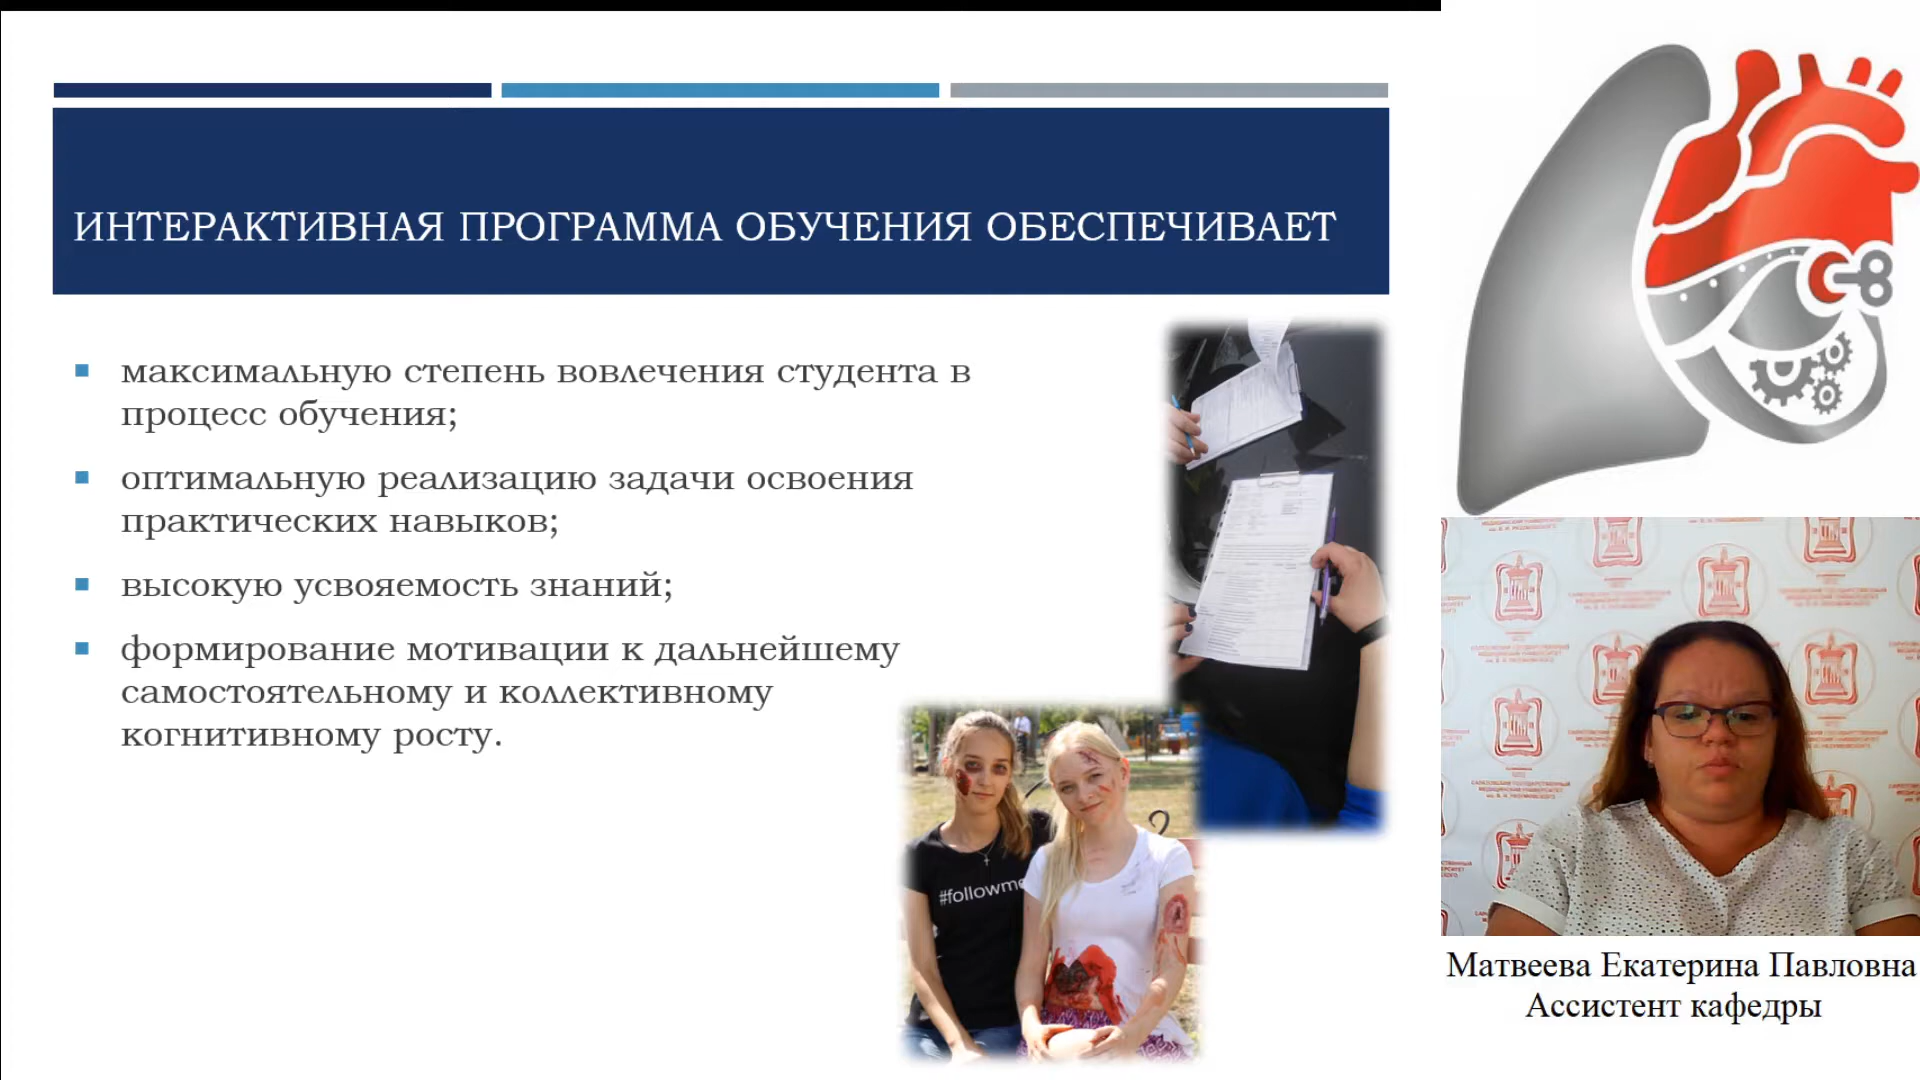 ИНТЕРАКТИВНАЯ ПРОГРАММА ОБУЧЕНИЯ ОБЕСПЕЧИВАЕТ
максимальную степень вовлечения студента в
процесс обучения;
оптимальную реализацию задачи освоения
практических навыков;
высокую усвояемость знаний;
формирование мотивации к дальнейшему
самостоятельному и коллективному
когнитивному росту.
#followme
Матвеева Екатерина Павловна
Ассистент кафедры